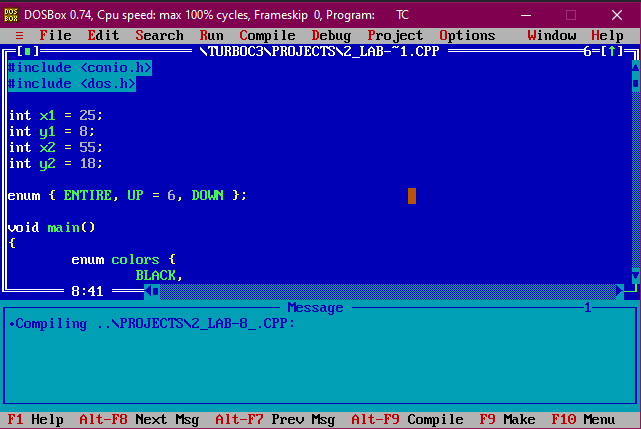 DOSBox 0.74, Cpu speed: max 100% cycles, Frameskip 0, Program: TC
≡ File Edit Search Run Compile Debug Project Options Window Help
[■] \TURBOC3\PROJECTS\2_LAB-~1.CPP 6=[↑]
#include <conio.h>
#include <dos.h>
int x1 = 25;
int y1 = 8;
int x2 = 55;
int y2 = 18;
enum { ENTIRE, UP = 6, DOWN };
void main()
{
enum colors {
BLACK,
8:41
Message 1
•Compiling ..\PROJECTS\2_LAB-8_.CPP:
F1 Help Alt-F8 Next Msg Alt-F7 Prev Msg Alt-F9 Compile F9 Make F10 Menu